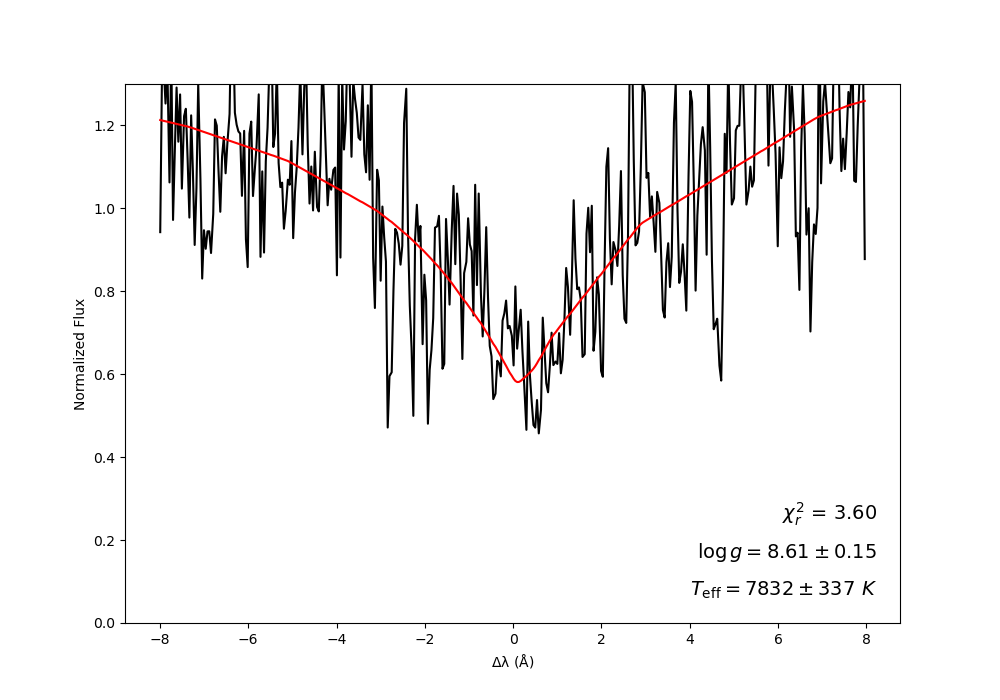 1.2
1.0
0.8
0.6
0.4
0.2
0.0
Normalized Flux
χ²ᵣ = 3.60
log g = 8.61 ± 0.15
T_eff = 7832 ± 337 K
−8 −6 −4 −2 0 2 4 6 8
Δλ (Å)